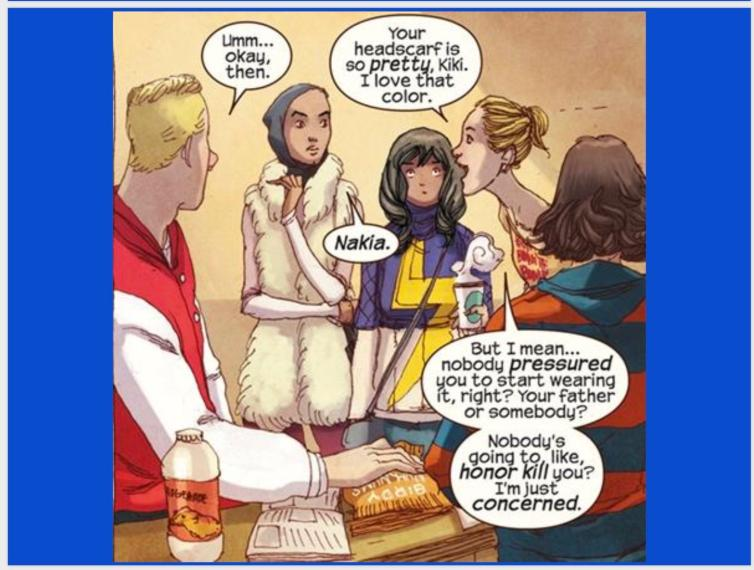 Umm...
okay,
then.
Your
headscarf is
so pretty, Kiki.
I love that
color.
Nakia.
But I mean...
nobody pressured
you to start wearing
it, right? Your father
or somebody?
Nobody's
going to, like,
honor kill you?
I'm just
concerned.